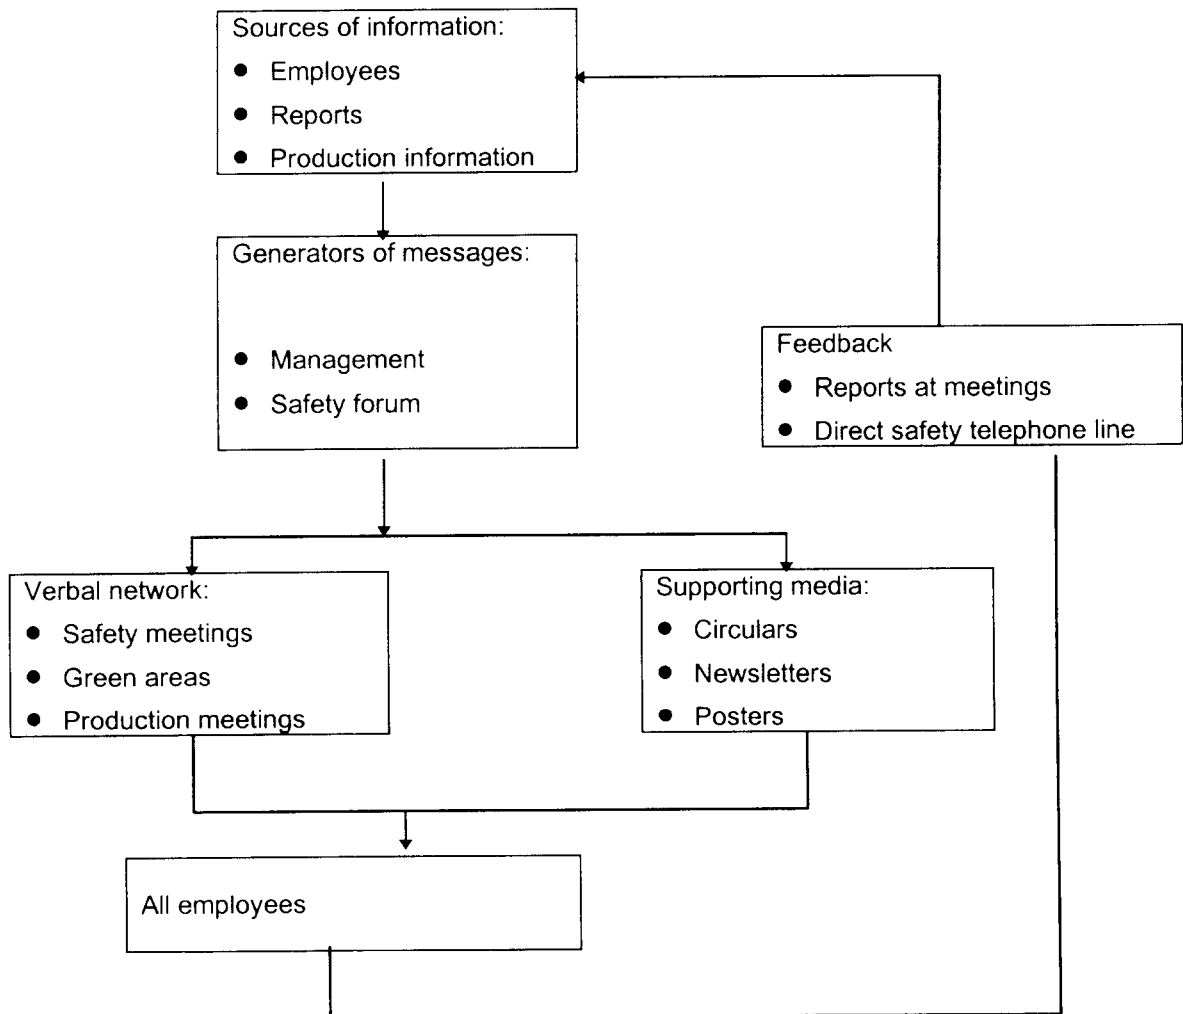 Sources of information:
● Employees
● Reports
● Production information
Generators of messages:
● Management
● Safety forum
Feedback
● Reports at meetings
● Direct safety telephone line
Verbal network:
● Safety meetings
● Green areas
● Production meetings
Supporting media:
● Circulars
● Newsletters
● Posters
All employees